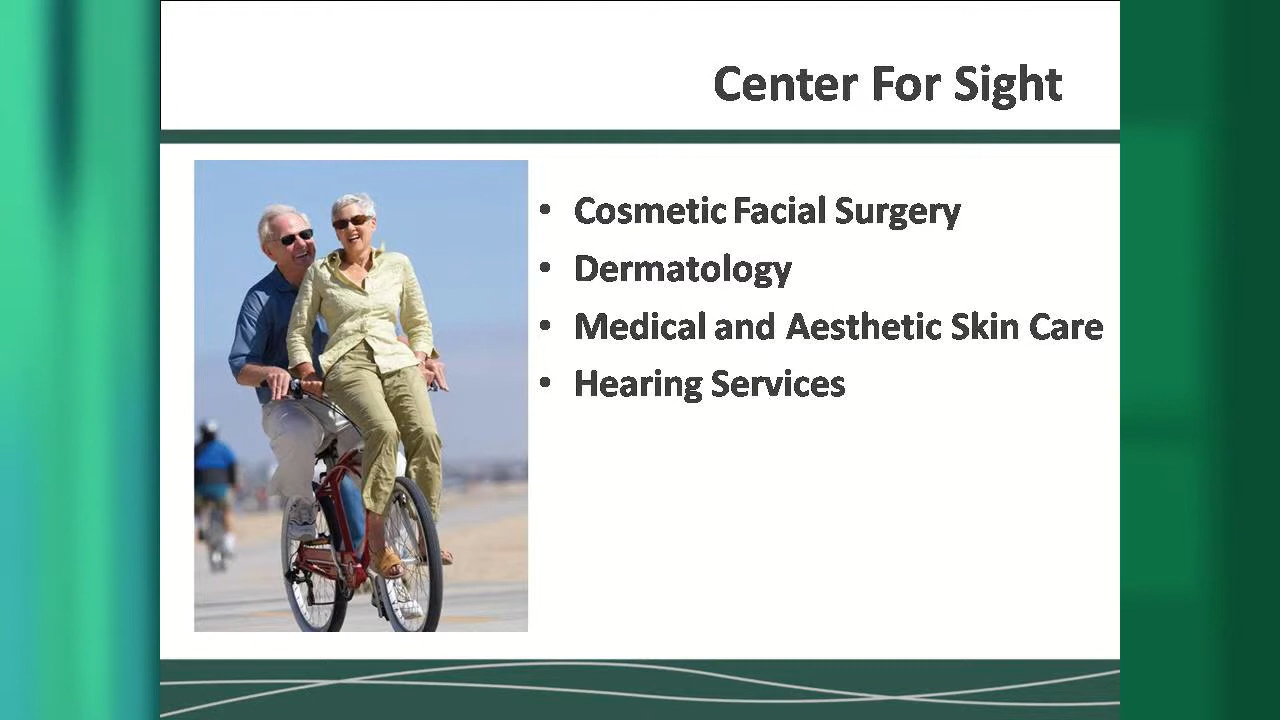 Center For Sight
• Cosmetic Facial Surgery
• Dermatology
• Medical and Aesthetic Skin Care
• Hearing Services